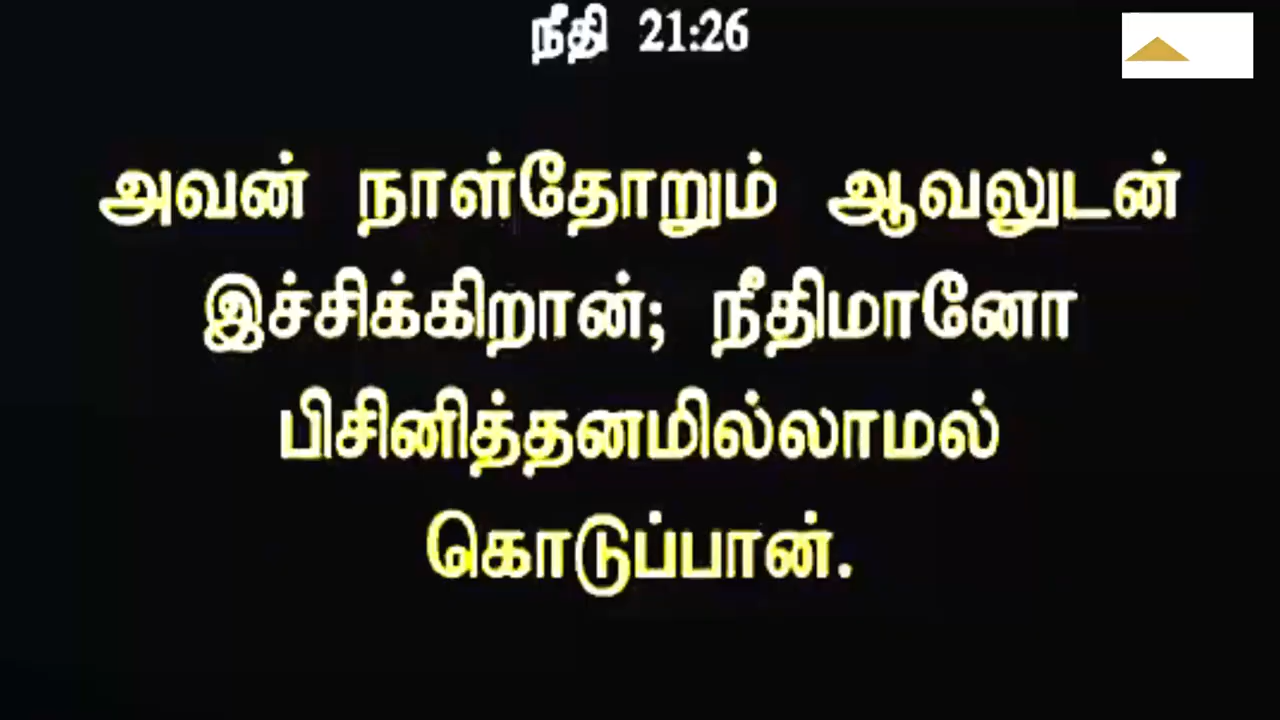 நீதி 21:26
அவன் நாள்தோறும் ஆவலுடன்
இச்சிக்கிறான்; நீதிமானோ
பிசினித்தனமில்லாமல்
கொடுப்பான்.